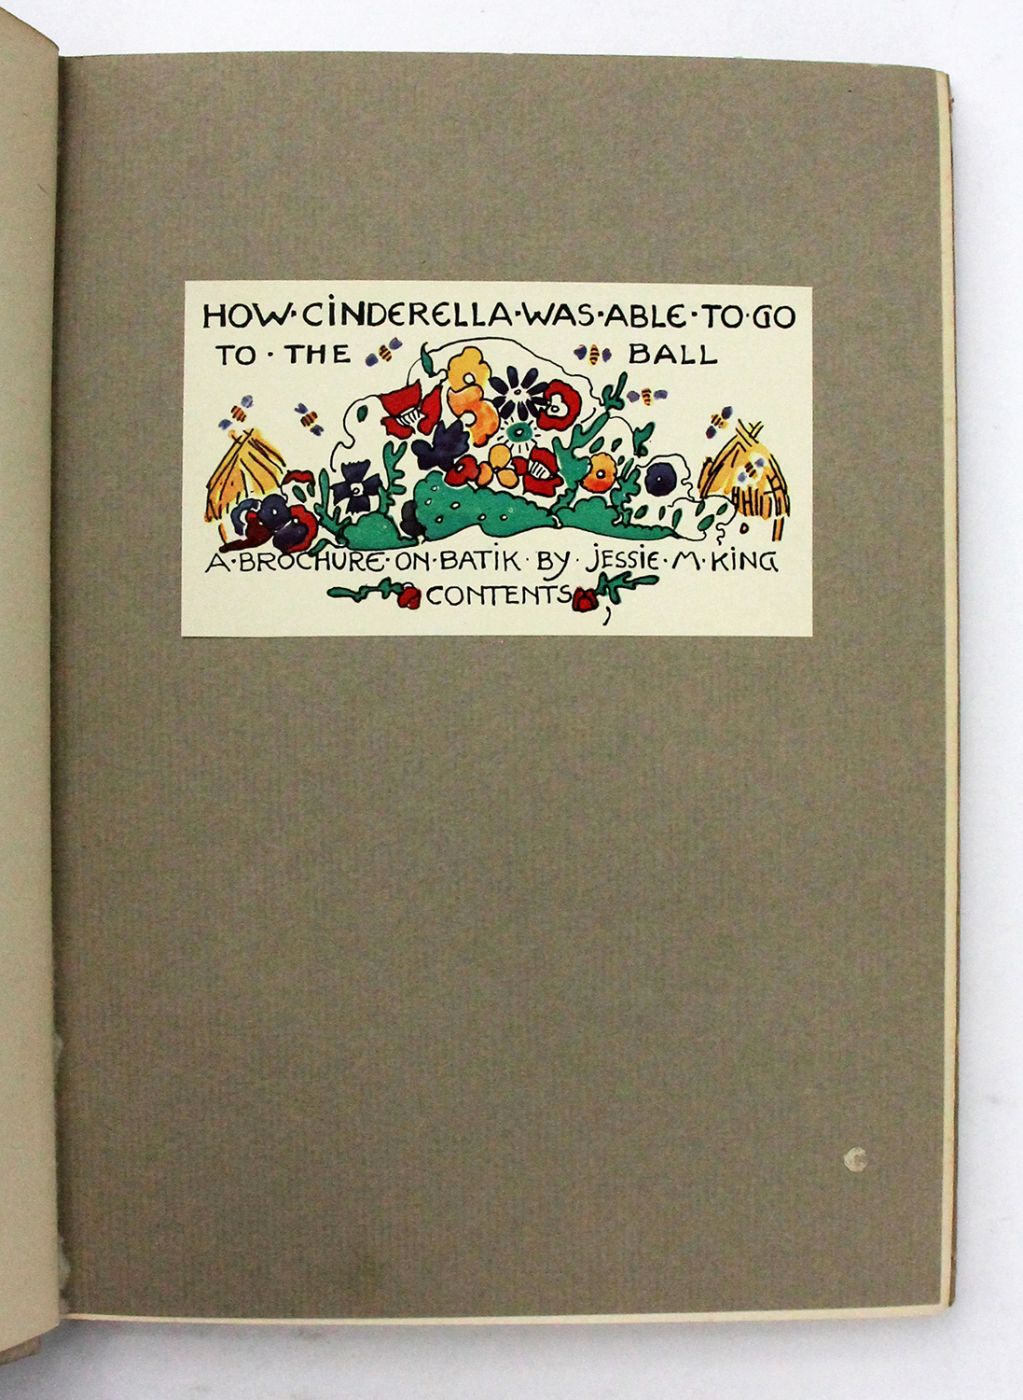 HOW·CiNDERELLA·WAS·ABLE·TO·GO
TO·THE BALL
A·BROCHURE·ON·BATiK·By·jESSiE·M·KiNG
CONTENTS